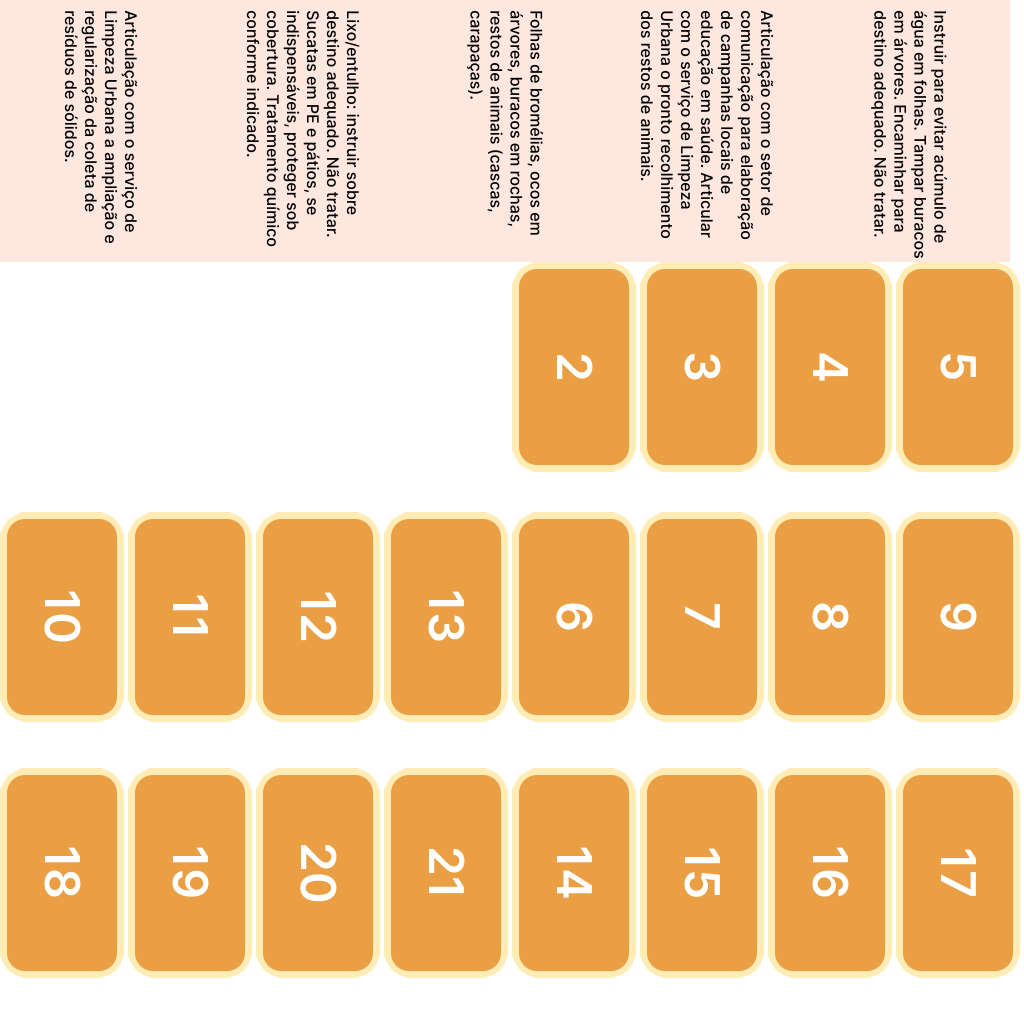 Instruir para evitar acúmulo de
água em folhas. Tampar buracos
em árvores. Encaminhar para
destino adequado. Não tratar.
Articulação com o setor de
comunicação para elaboração
de campanhas locais de
educação em saúde. Articular
com o serviço de Limpeza
Urbana o pronto recolhimento
dos restos de animais.
Folhas de bromélias, ocos em
árvores, buracos em rochas,
restos de animais (cascas,
carapaças).
Lixo/entulho: instruir sobre
destino adequado. Não tratar.
Sucatas em PE e pátios, se
indispensáveis, proteger sob
cobertura. Tratamento químico
conforme indicado.
Articulação com o serviço de
Limpeza Urbana a ampliação e
regularização da coleta de
resíduos de sólidos.
5
4
3
2
9
8
7
6
13
12
11
10
17
16
15
14
21
20
19
18